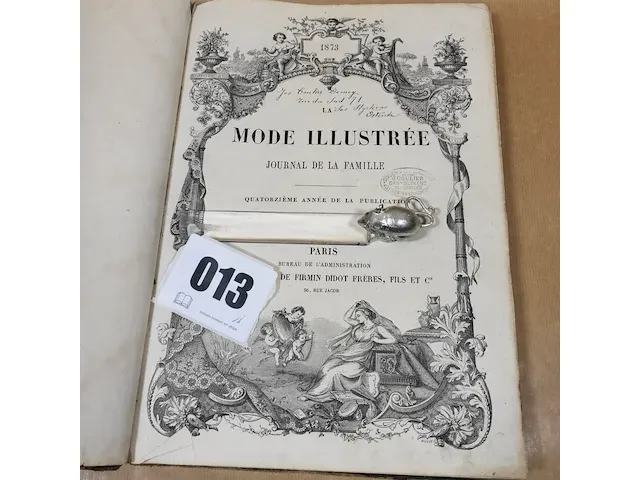 1873
LA
MODE ILLUSTRÉE
JOURNAL DE LA FAMILLE
QUATORZIÈME ANNÉE DE LA PUBLICATION
PARIS
BUREAU DE L'ADMINISTRATION
DE FIRMIN DIDOT FRÈRES, FILS ET Cie
56, RUE JACOB
013